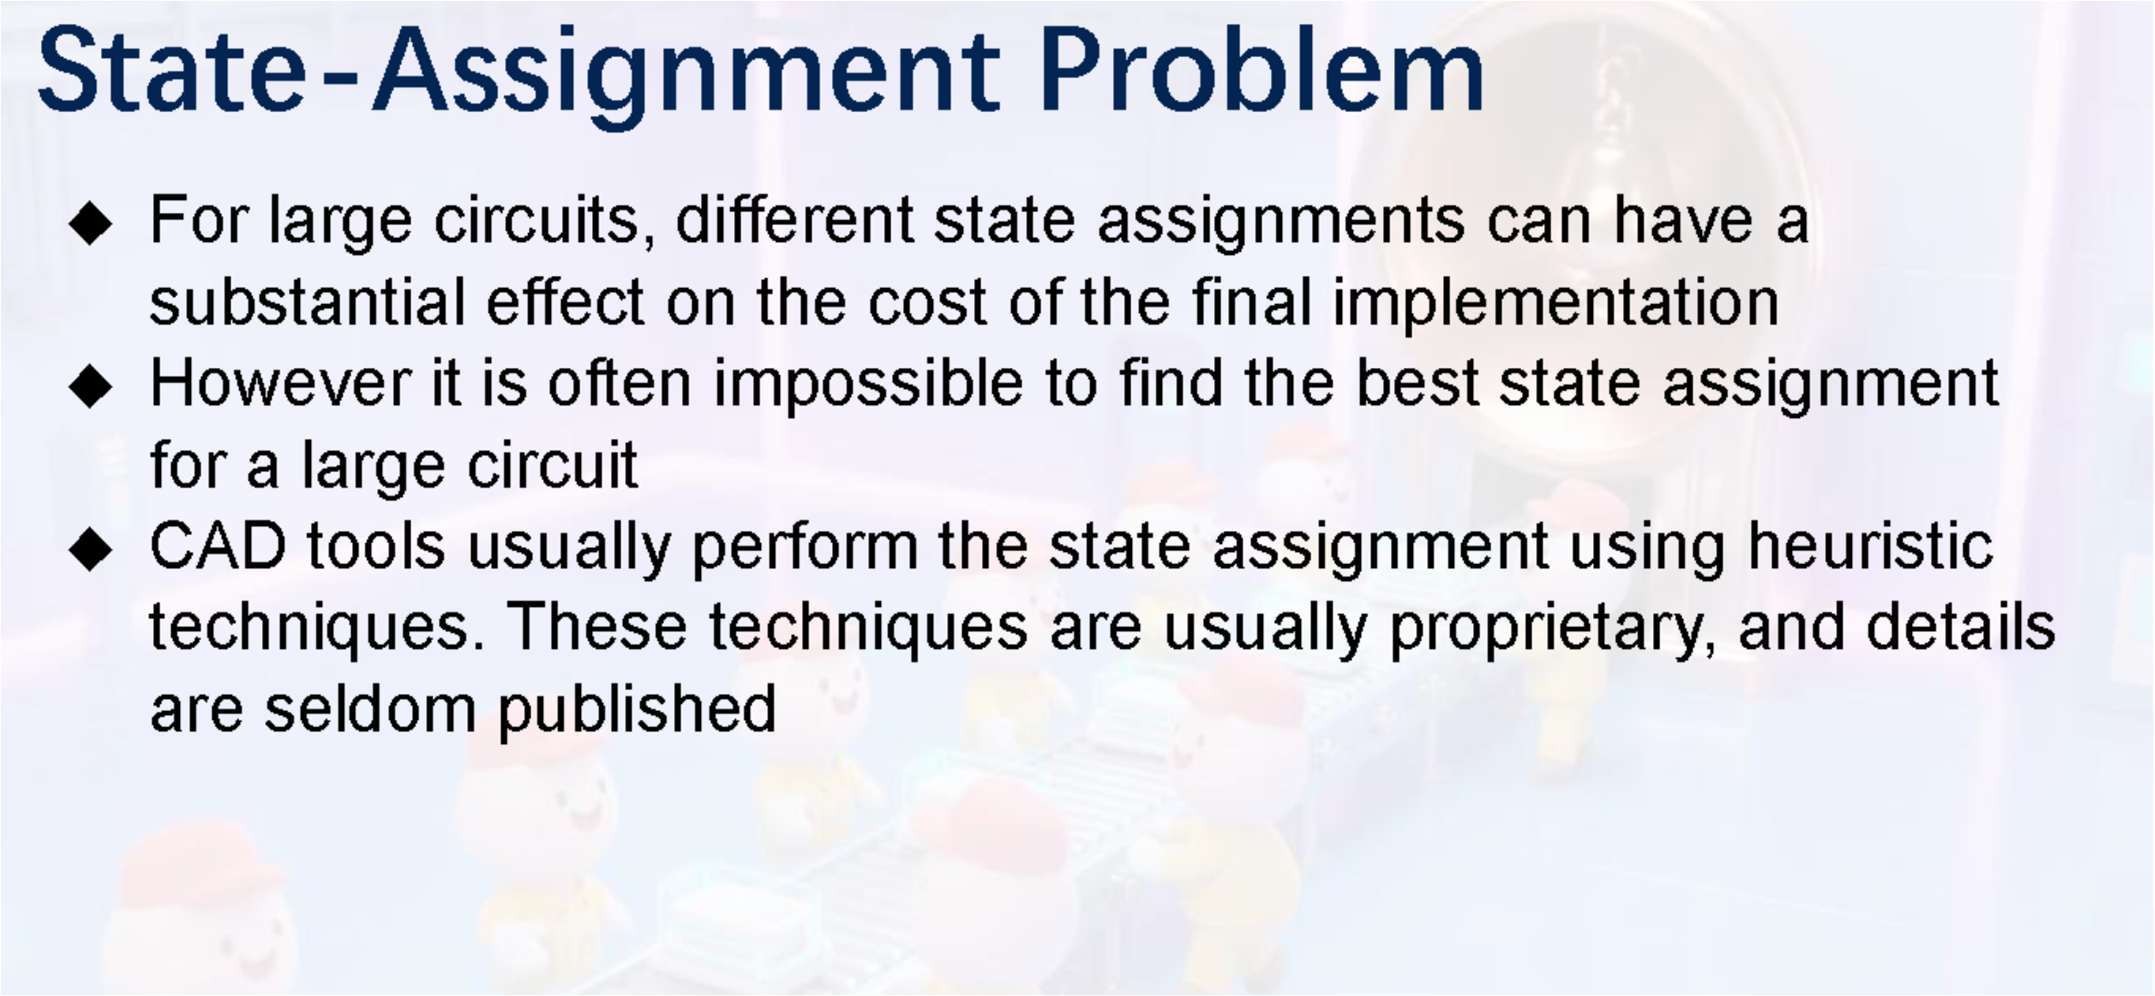 State-Assignment Problem
◆ For large circuits, different state assignments can have a
substantial effect on the cost of the final implementation
◆ However it is often impossible to find the best state assignment
for a large circuit
◆ CAD tools usually perform the state assignment using heuristic
techniques. These techniques are usually proprietary, and details
are seldom published